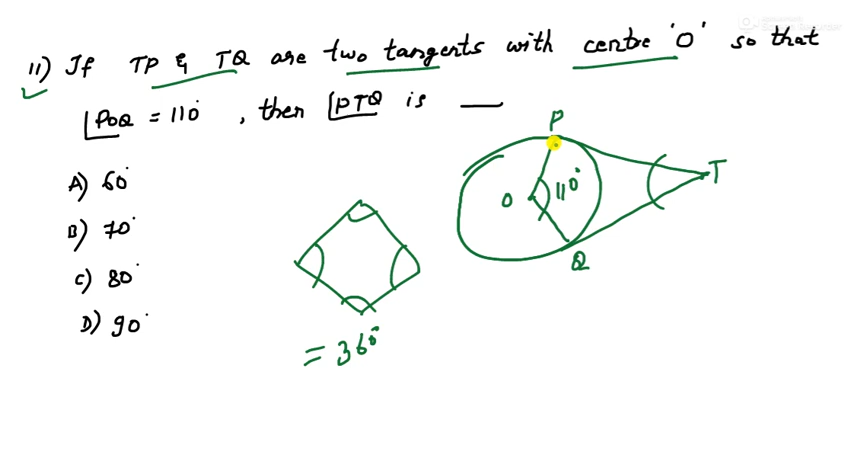 11) If TP & TQ are two tangents with centre 'O' so that
∠POQ = 110°, then ∠PTQ is ___
A) 60°
B) 70°
C) 80°
D) 90°
P
T
O
110°
Q
= 360°